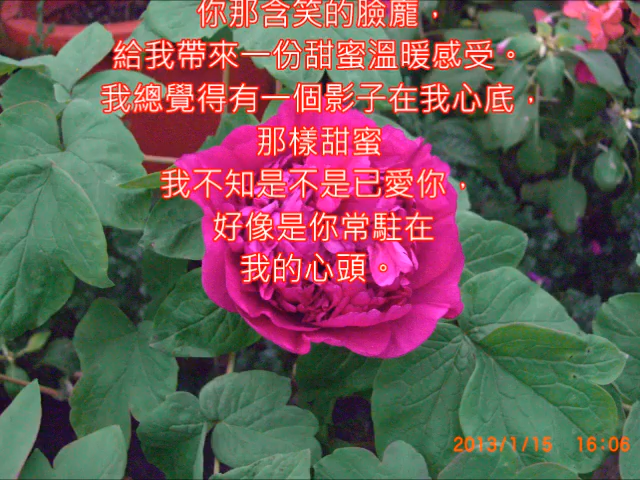 你那含笑的臉龐，
給我帶來一份甜蜜溫暖感受。
我總覺得有一個影子在我心底，
那樣甜蜜
我不知是不是已愛你，
好像是你常駐在
我的心頭。
2013/1/15 16:06